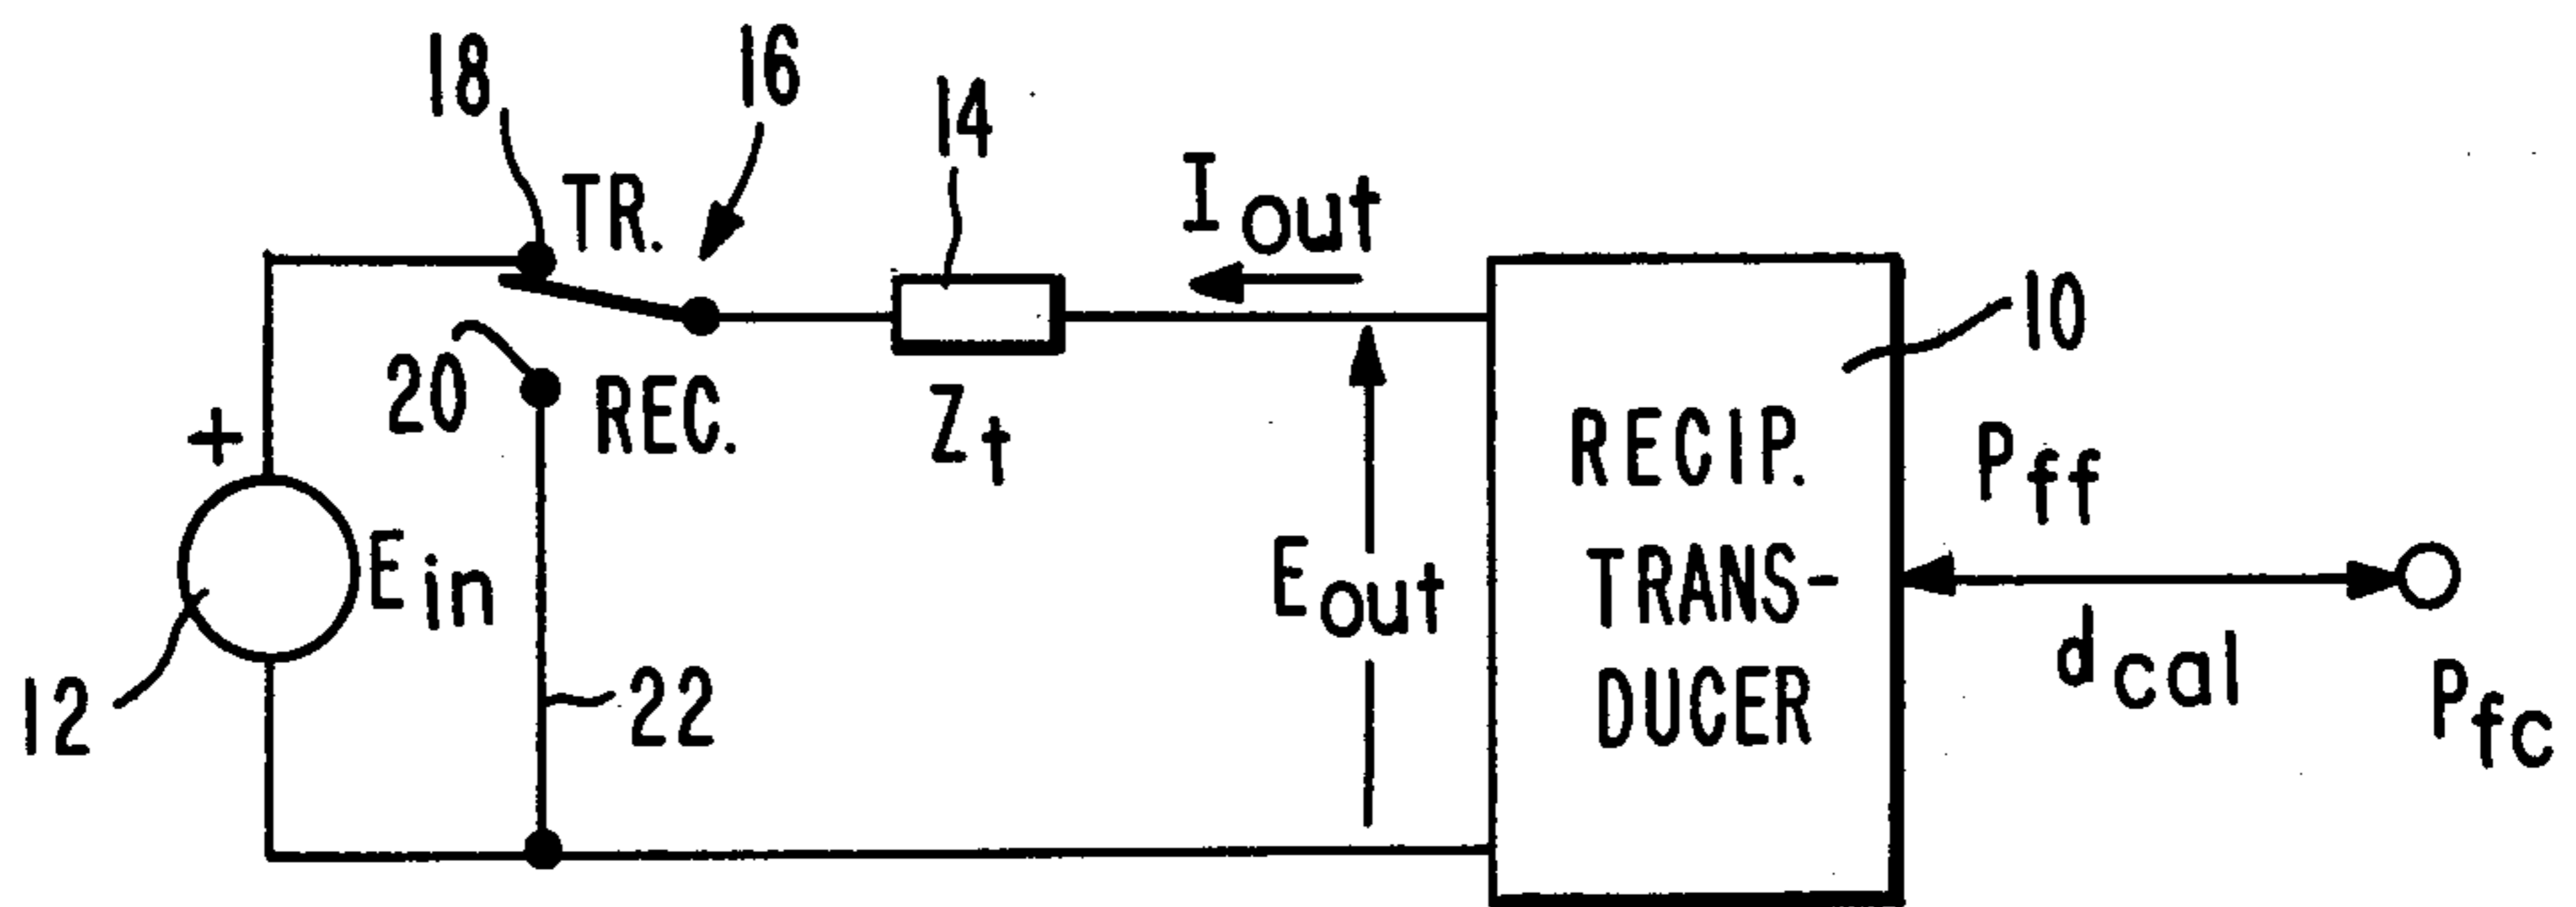 18
16
14
TR.
I out
10
20
REC.
Z t
+
E in
E out
RECIP.
TRANS-
DUCER
P ff
d cal
P fc
12
22